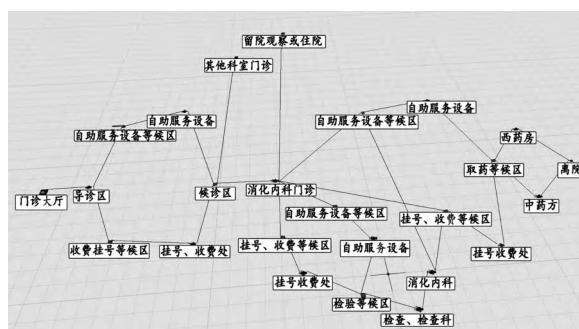 留院观察或住院
其他科室门诊
自助服务设备
自助服务设备等候区
自助服务设备
自助服务设备等候区
西药房
取药等候区
离院
门诊大厅
导诊区
候诊区
消化内科门诊
中药方
自助服务设备等候区
挂号、收费等候区
收费挂号等候区
挂号、收费处
挂号、收费等候区
自助服务设备
挂号收费处
挂号收费处
消化内科
检验等候区
检查、检查科